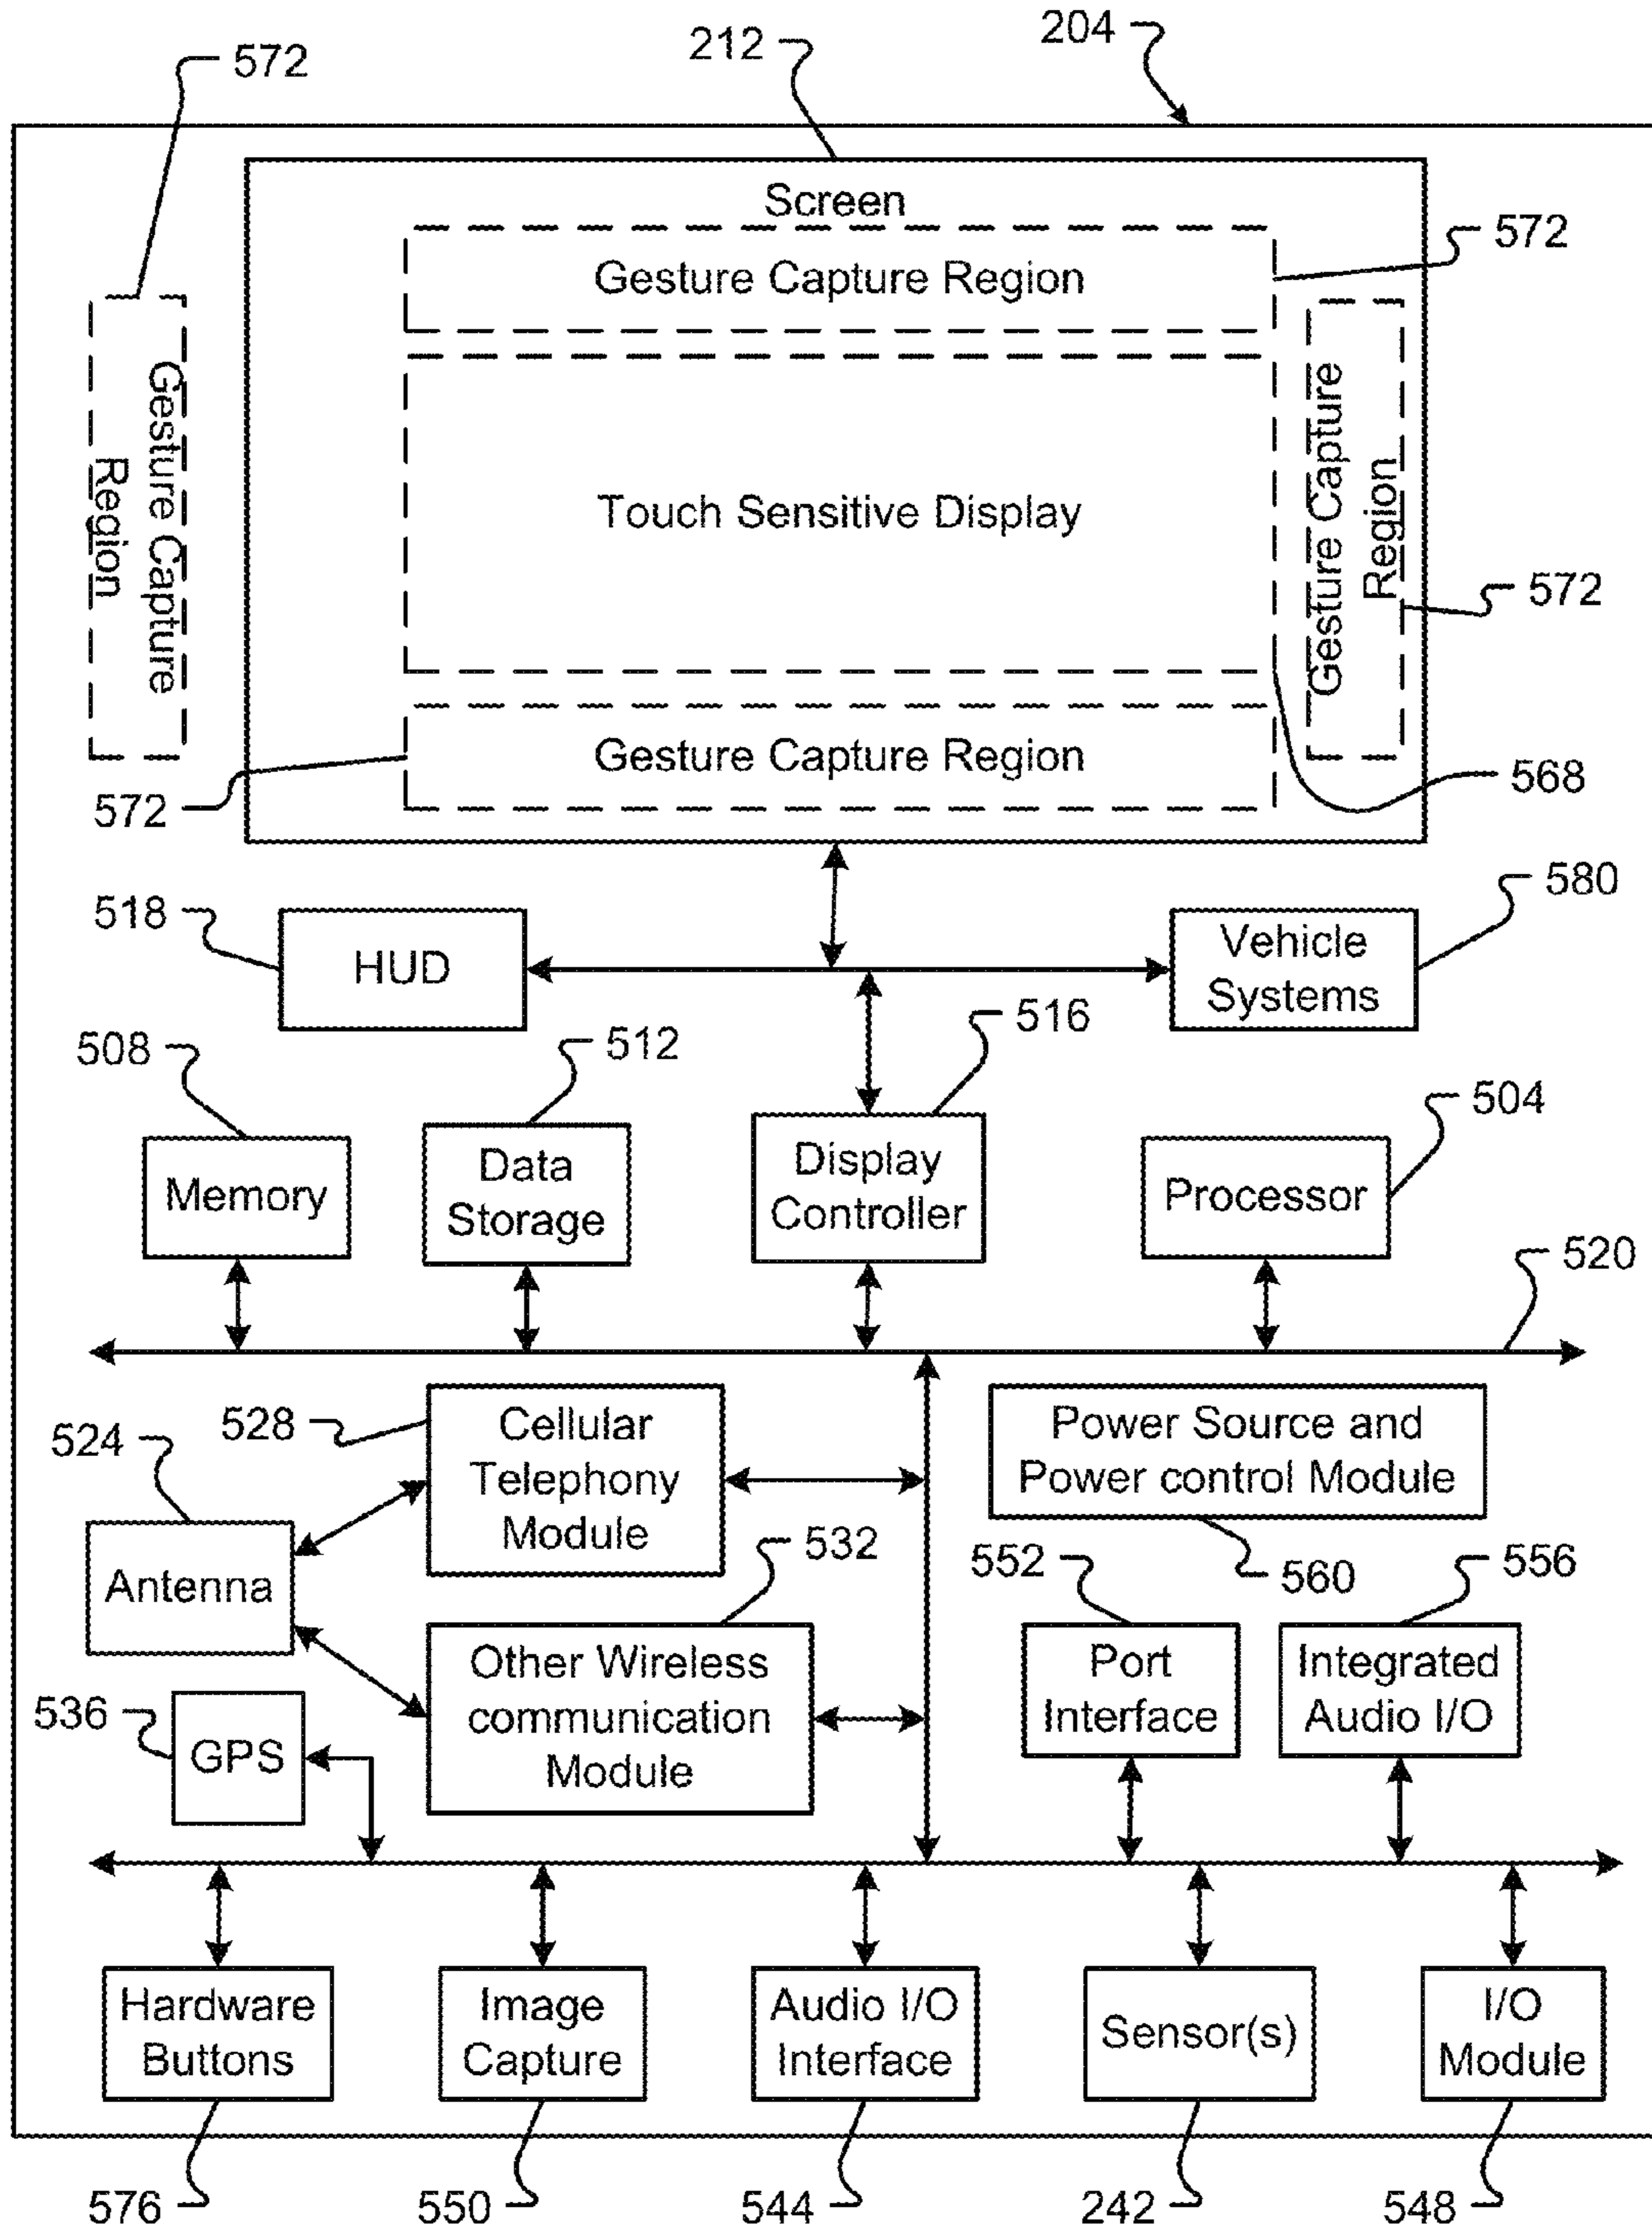 204
212
572
Screen
572
Gesture Capture Region
Gesture Capture
Region
Gesture Capture
Region
Touch Sensitive Display
572
Gesture Capture Region
568
572
580
518
HUD
Vehicle
Systems
516
508
512
504
Memory
Data
Storage
Display
Controller
Processor
520
528
Cellular
Telephony
Module
Power Source and
Power control Module
524
532
552
560
556
Antenna
Other Wireless
communication
Module
Port
Interface
Integrated
Audio I/O
536
GPS
Hardware
Buttons
Image
Capture
Audio I/O
Interface
Sensor(s)
I/O
Module
576
550
544
242
548